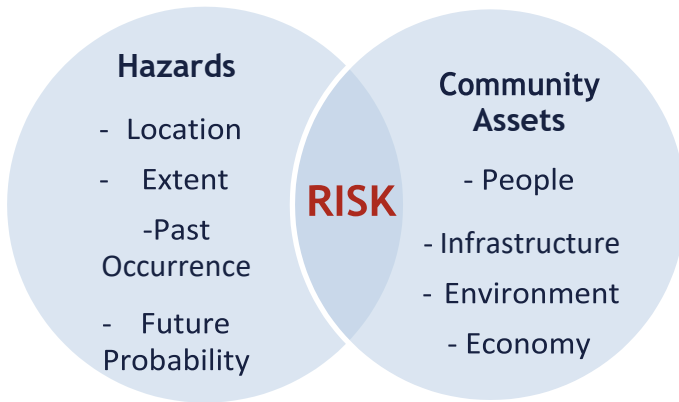 Hazards
- Location
- Extent
-Past
Occurrence
- Future
Probability
RISK
Community
Assets
- People
- Infrastructure
- Environment
- Economy